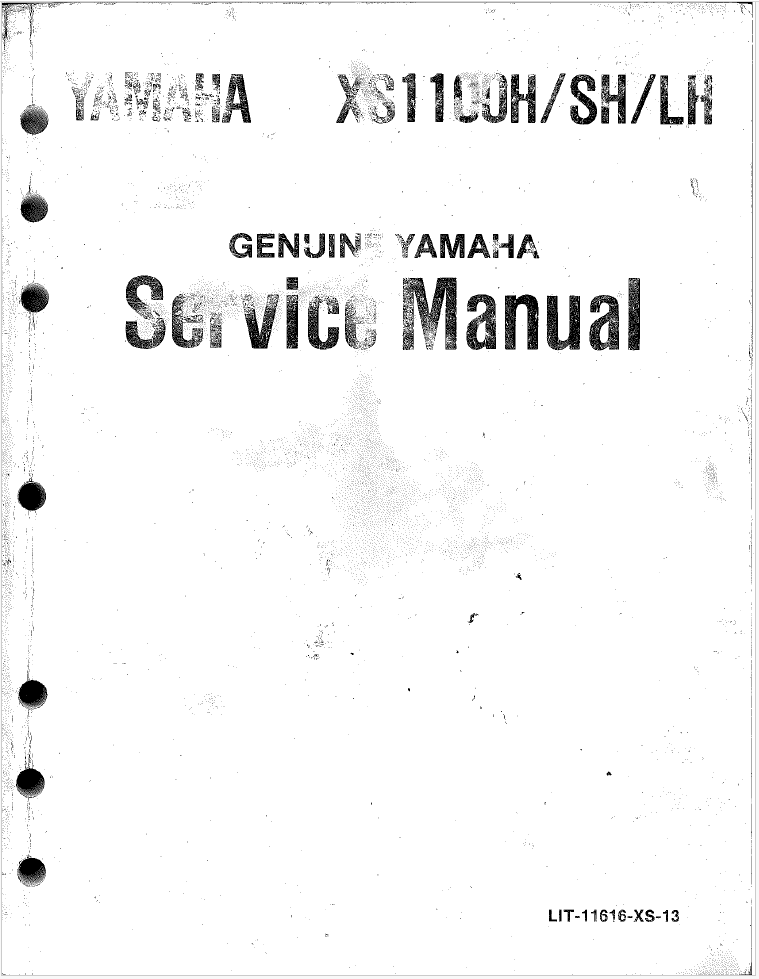 YAMAHA XS1100H/SH/LH
GENUINE YAMAHA
Service Manual
LIT-11616-XS-13